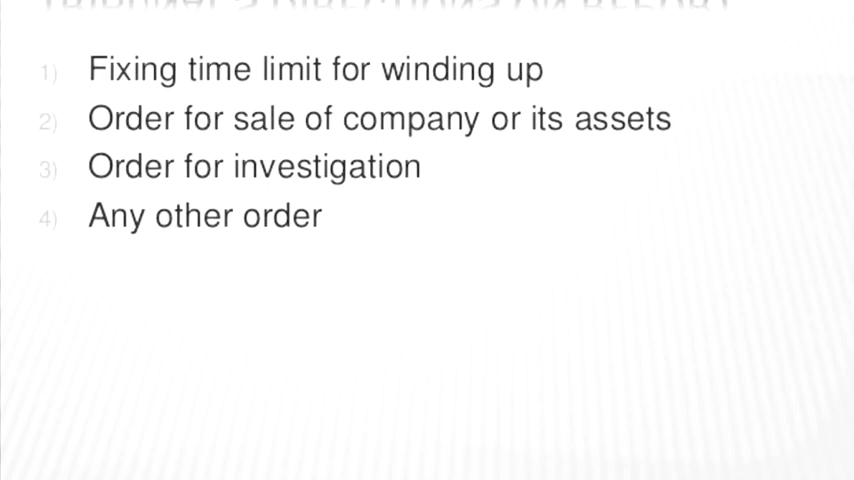 1) Fixing time limit for winding up
2) Order for sale of company or its assets
3) Order for investigation
4) Any other order